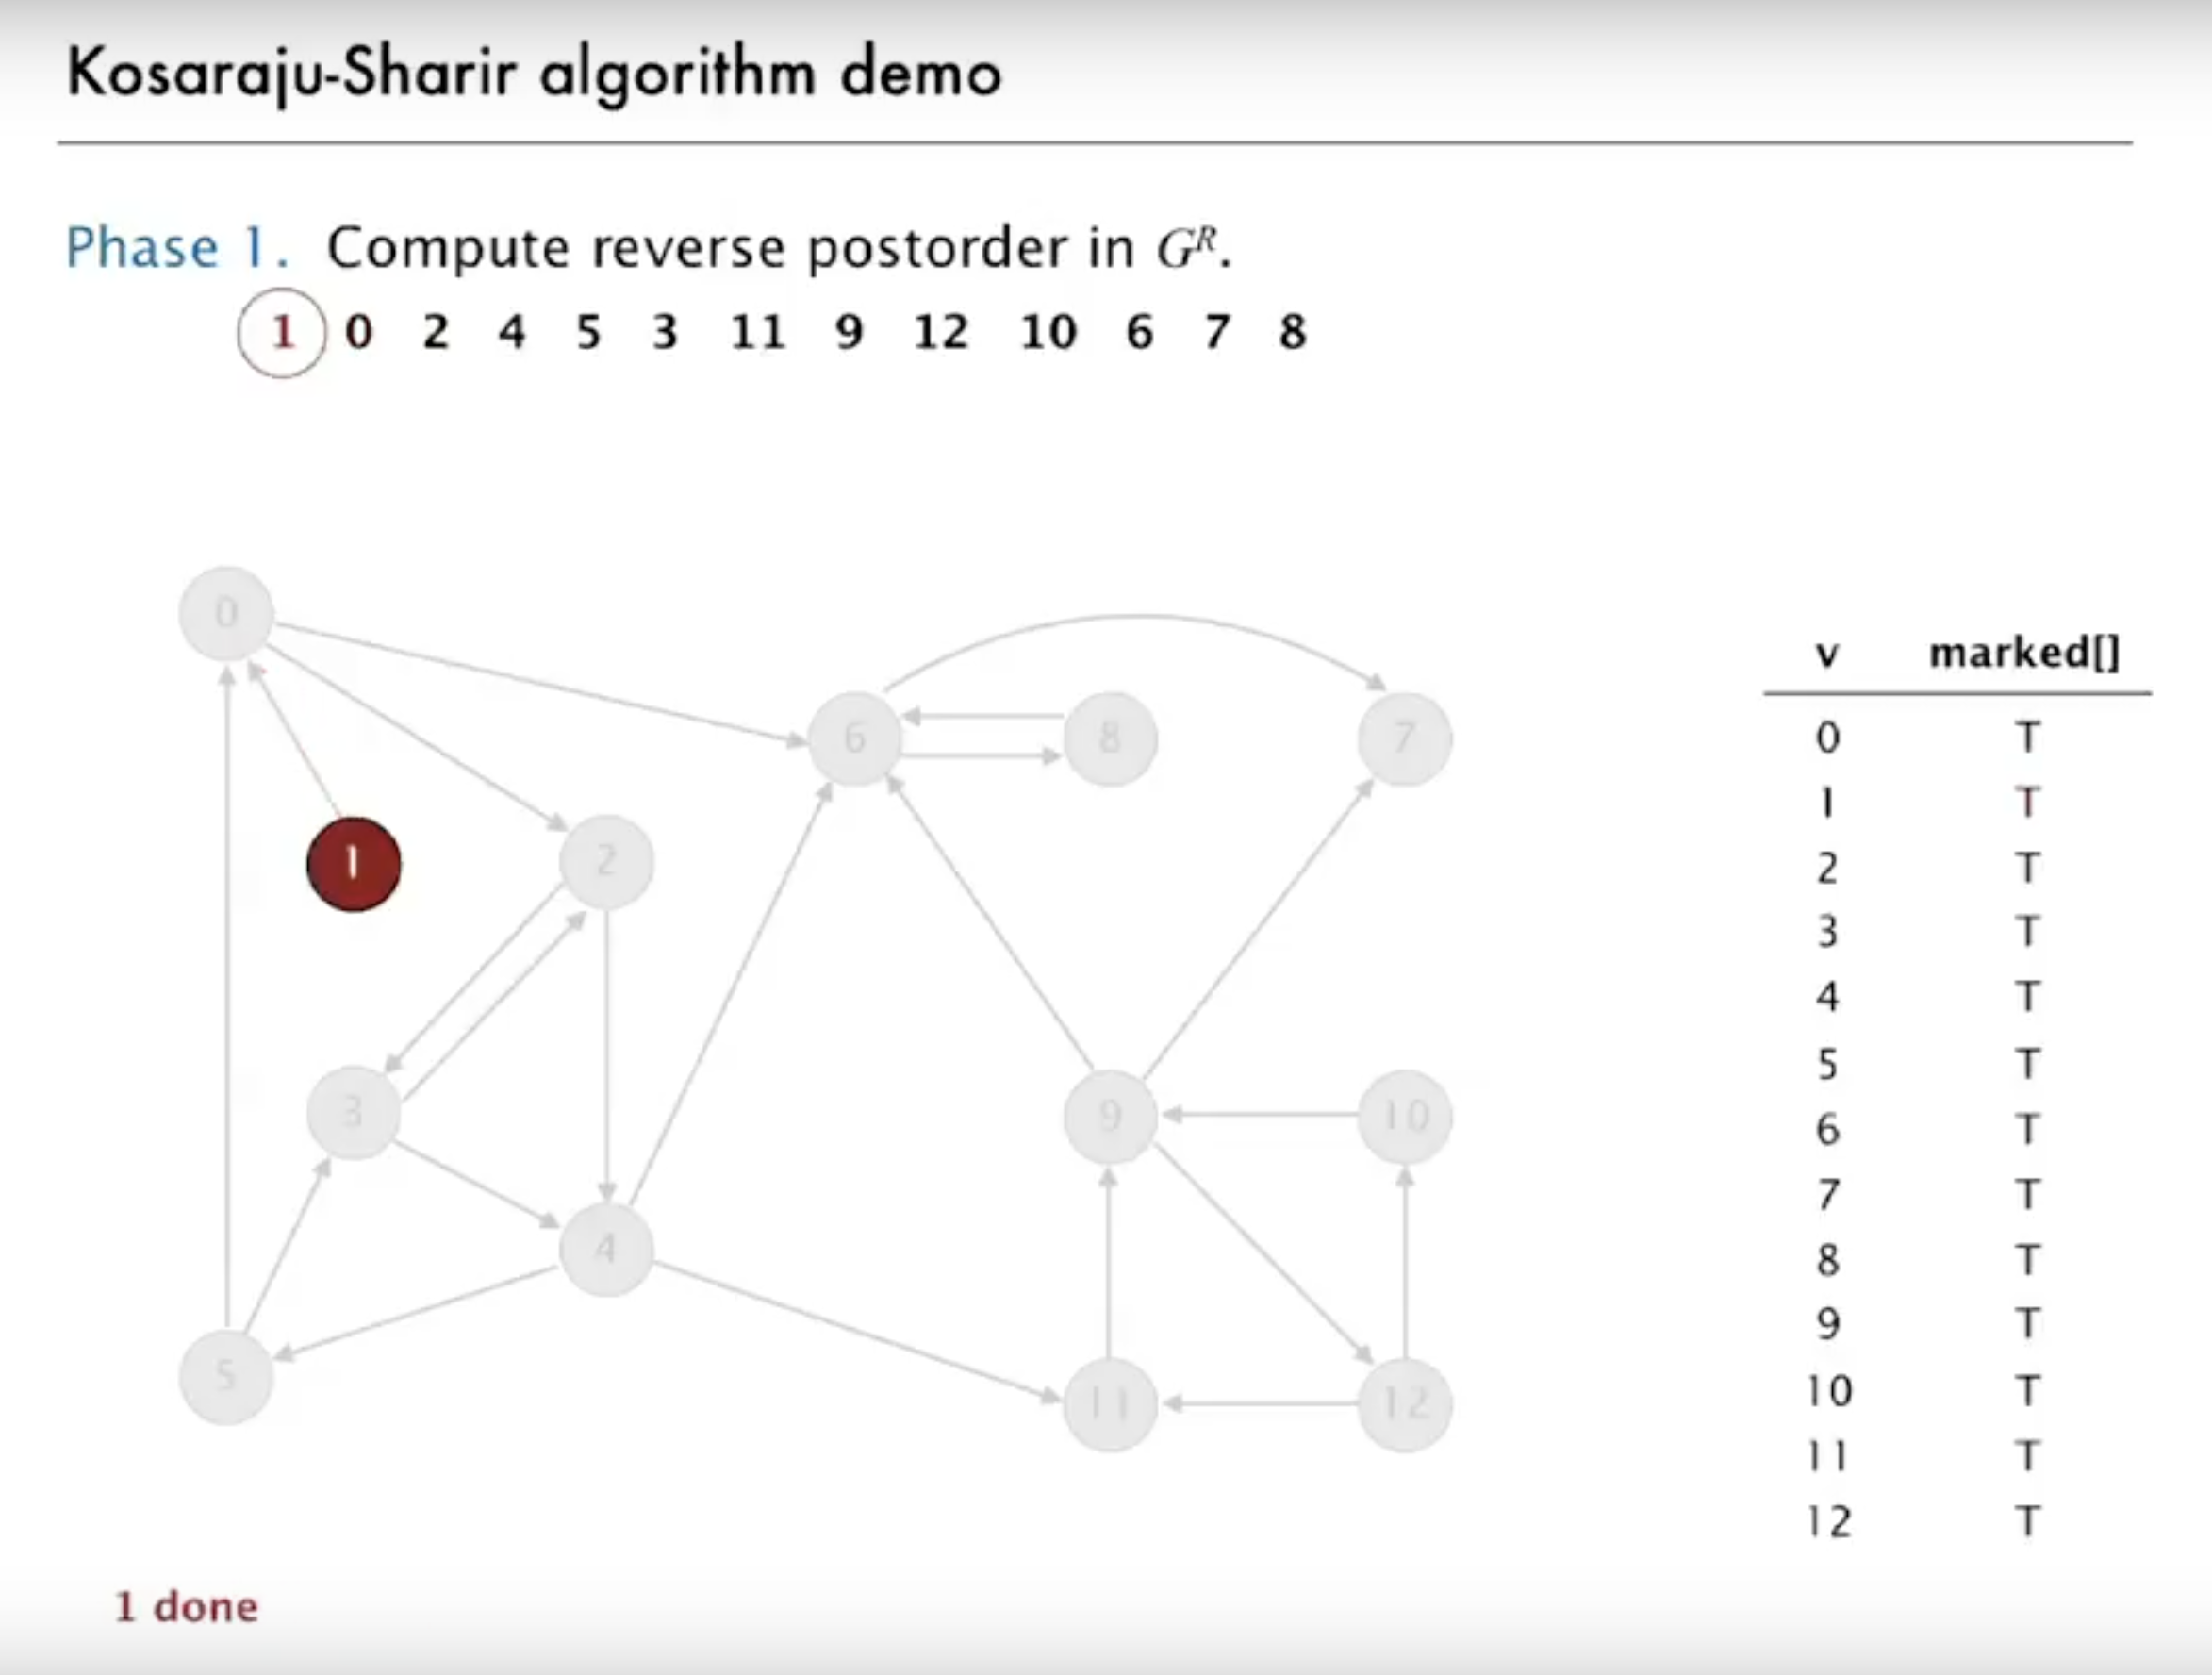 Kosaraju-Sharir algorithm demo
Phase 1. Compute reverse postorder in Gᴿ.
1 0 2 4 5 3 11 9 12 10 6 7 8
0
6 8 7
1 2
3 9 10
4
5 11 12
v marked[]
0 T
1 T
2 T
3 T
4 T
5 T
6 T
7 T
8 T
9 T
10 T
11 T
12 T
1 done